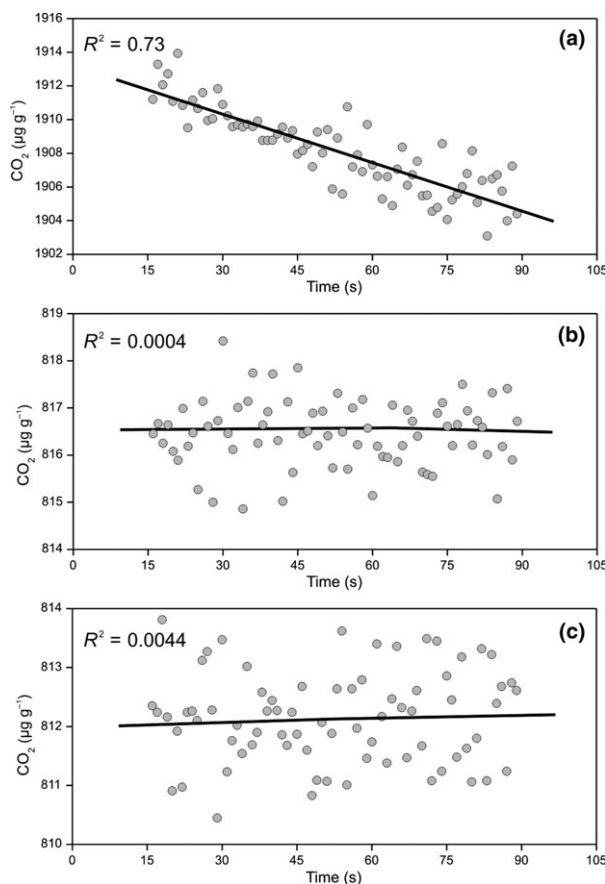 1916
1914
1912
1910
1908
1906
1904
1902
CO₂ (µg g⁻¹)
R² = 0.73
(a)
0 15 30 45 60 75 90 105
Time (s)
819
818
817
816
815
814
CO₂ (µg g⁻¹)
R² = 0.0004
(b)
0 15 30 45 60 75 90 105
Time (s)
814
813
812
811
810
CO₂ (µg g⁻¹)
R² = 0.0044
(c)
0 15 30 45 60 75 90 105
Time (s)